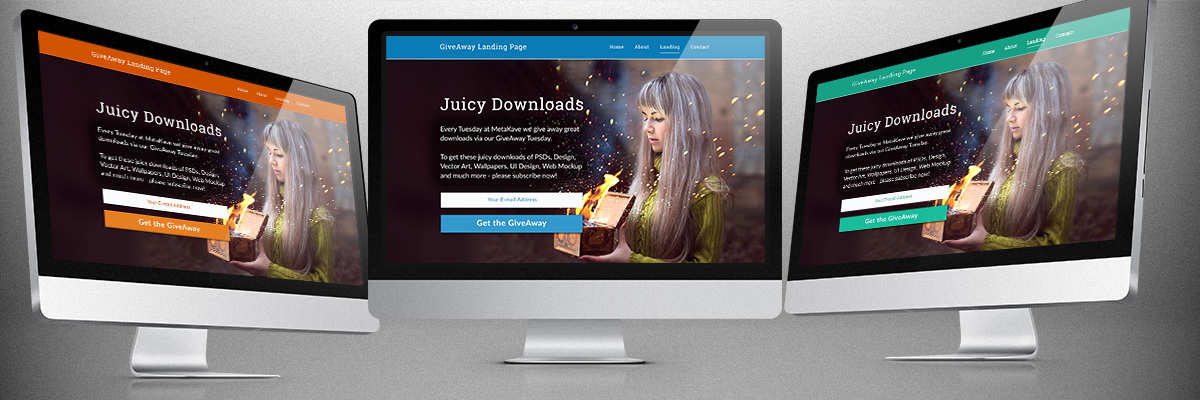 GiveAway Landing Page
Home About Landing Contact
Juicy Downloads
Every Tuesday at MetaKave we give away great
downloads via our GiveAway Tuesday.
To get these juicy downloads of PSDs, Design,
Vector Art, Wallpapers, UI Design, Web Mockup
and much more - please subscribe now!
Your E-mail Address
Get the GiveAway
GiveAway Landing Page
Home About Landing Contact
Juicy Downloads
Every Tuesday at MetaKave we give away great
downloads via our GiveAway Tuesday.
To get these juicy downloads of PSDs, Design,
Vector Art, Wallpapers, UI Design, Web Mockup
and much more - please subscribe now!
Your E-mail Address
Get the GiveAway
GiveAway Landing Page
Home About Landing Contact
Juicy Downloads
Every Tuesday at MetaKave we give away great
downloads via our GiveAway Tuesday.
To get these juicy downloads of PSDs, Design,
Vector Art, Wallpapers, UI Design, Web Mockup
and much more - please subscribe now!
Your E-mail Address
Get the GiveAway